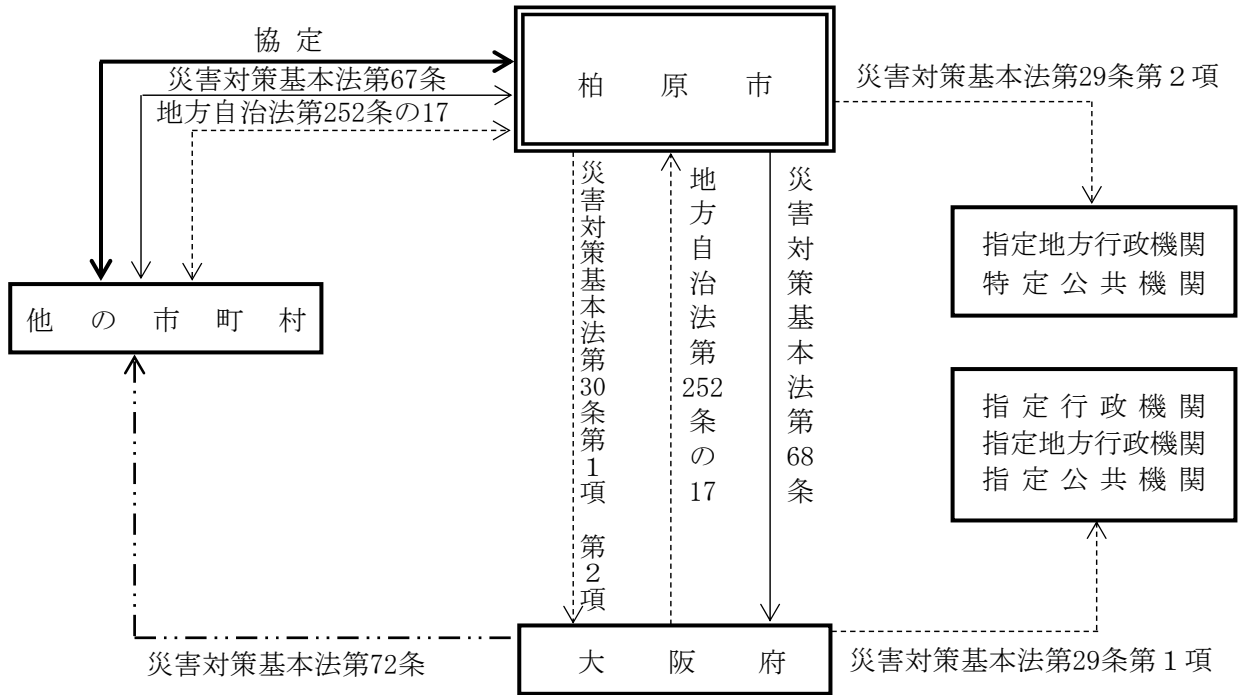 協 定
災害対策基本法第67条
地方自治法第252条の17
柏 原 市
災害対策基本法第29条第２項
指定地方行政機関
特 定 公 共 機 関
他 の 市 町 村
災害対策基本法第30条第１項 第２項
地方自治法第252条の17
災害対策基本法第68条
指 定 行 政 機 関
指定地方行政機関
指 定 公 共 機 関
災害対策基本法第72条
大 阪 府
災害対策基本法第29条第１項